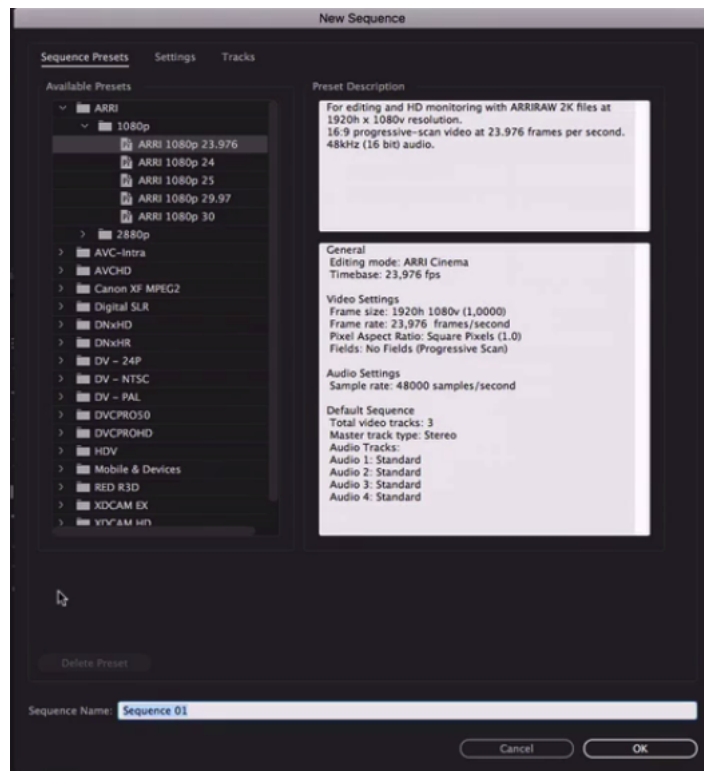 New Sequence
Sequence Presets Settings Tracks
Available Presets
ARRI
1080p
ARRI 1080p 23.976
ARRI 1080p 24
ARRI 1080p 25
ARRI 1080p 29.97
ARRI 1080p 30
2880p
AVC-Intra
AVCHD
Canon XF MPEG2
Digital SLR
DNxHD
DNxHR
DV – 24P
DV – NTSC
DV – PAL
DVCPRO50
DVCPROHD
HDV
Mobile & Devices
RED R3D
XDCAM EX
XDCAM HD
Preset Description
For editing and HD monitoring with ARRIRAW 2K files at
1920h x 1080v resolution.
16:9 progressive-scan video at 23.976 frames per second.
48kHz (16 bit) audio.
General
Editing mode: ARRI Cinema
Timebase: 23,976 fps
Video Settings
Frame size: 1920h 1080v (1,0000)
Frame rate: 23,976 frames/second
Pixel Aspect Ratio: Square Pixels (1.0)
Fields: No Fields (Progressive Scan)
Audio Settings
Sample rate: 48000 samples/second
Default Sequence
Total video tracks: 3
Master track type: Stereo
Audio Tracks:
Audio 1: Standard
Audio 2: Standard
Audio 3: Standard
Audio 4: Standard
Delete Preset
Sequence Name: Sequence 01
Cancel OK